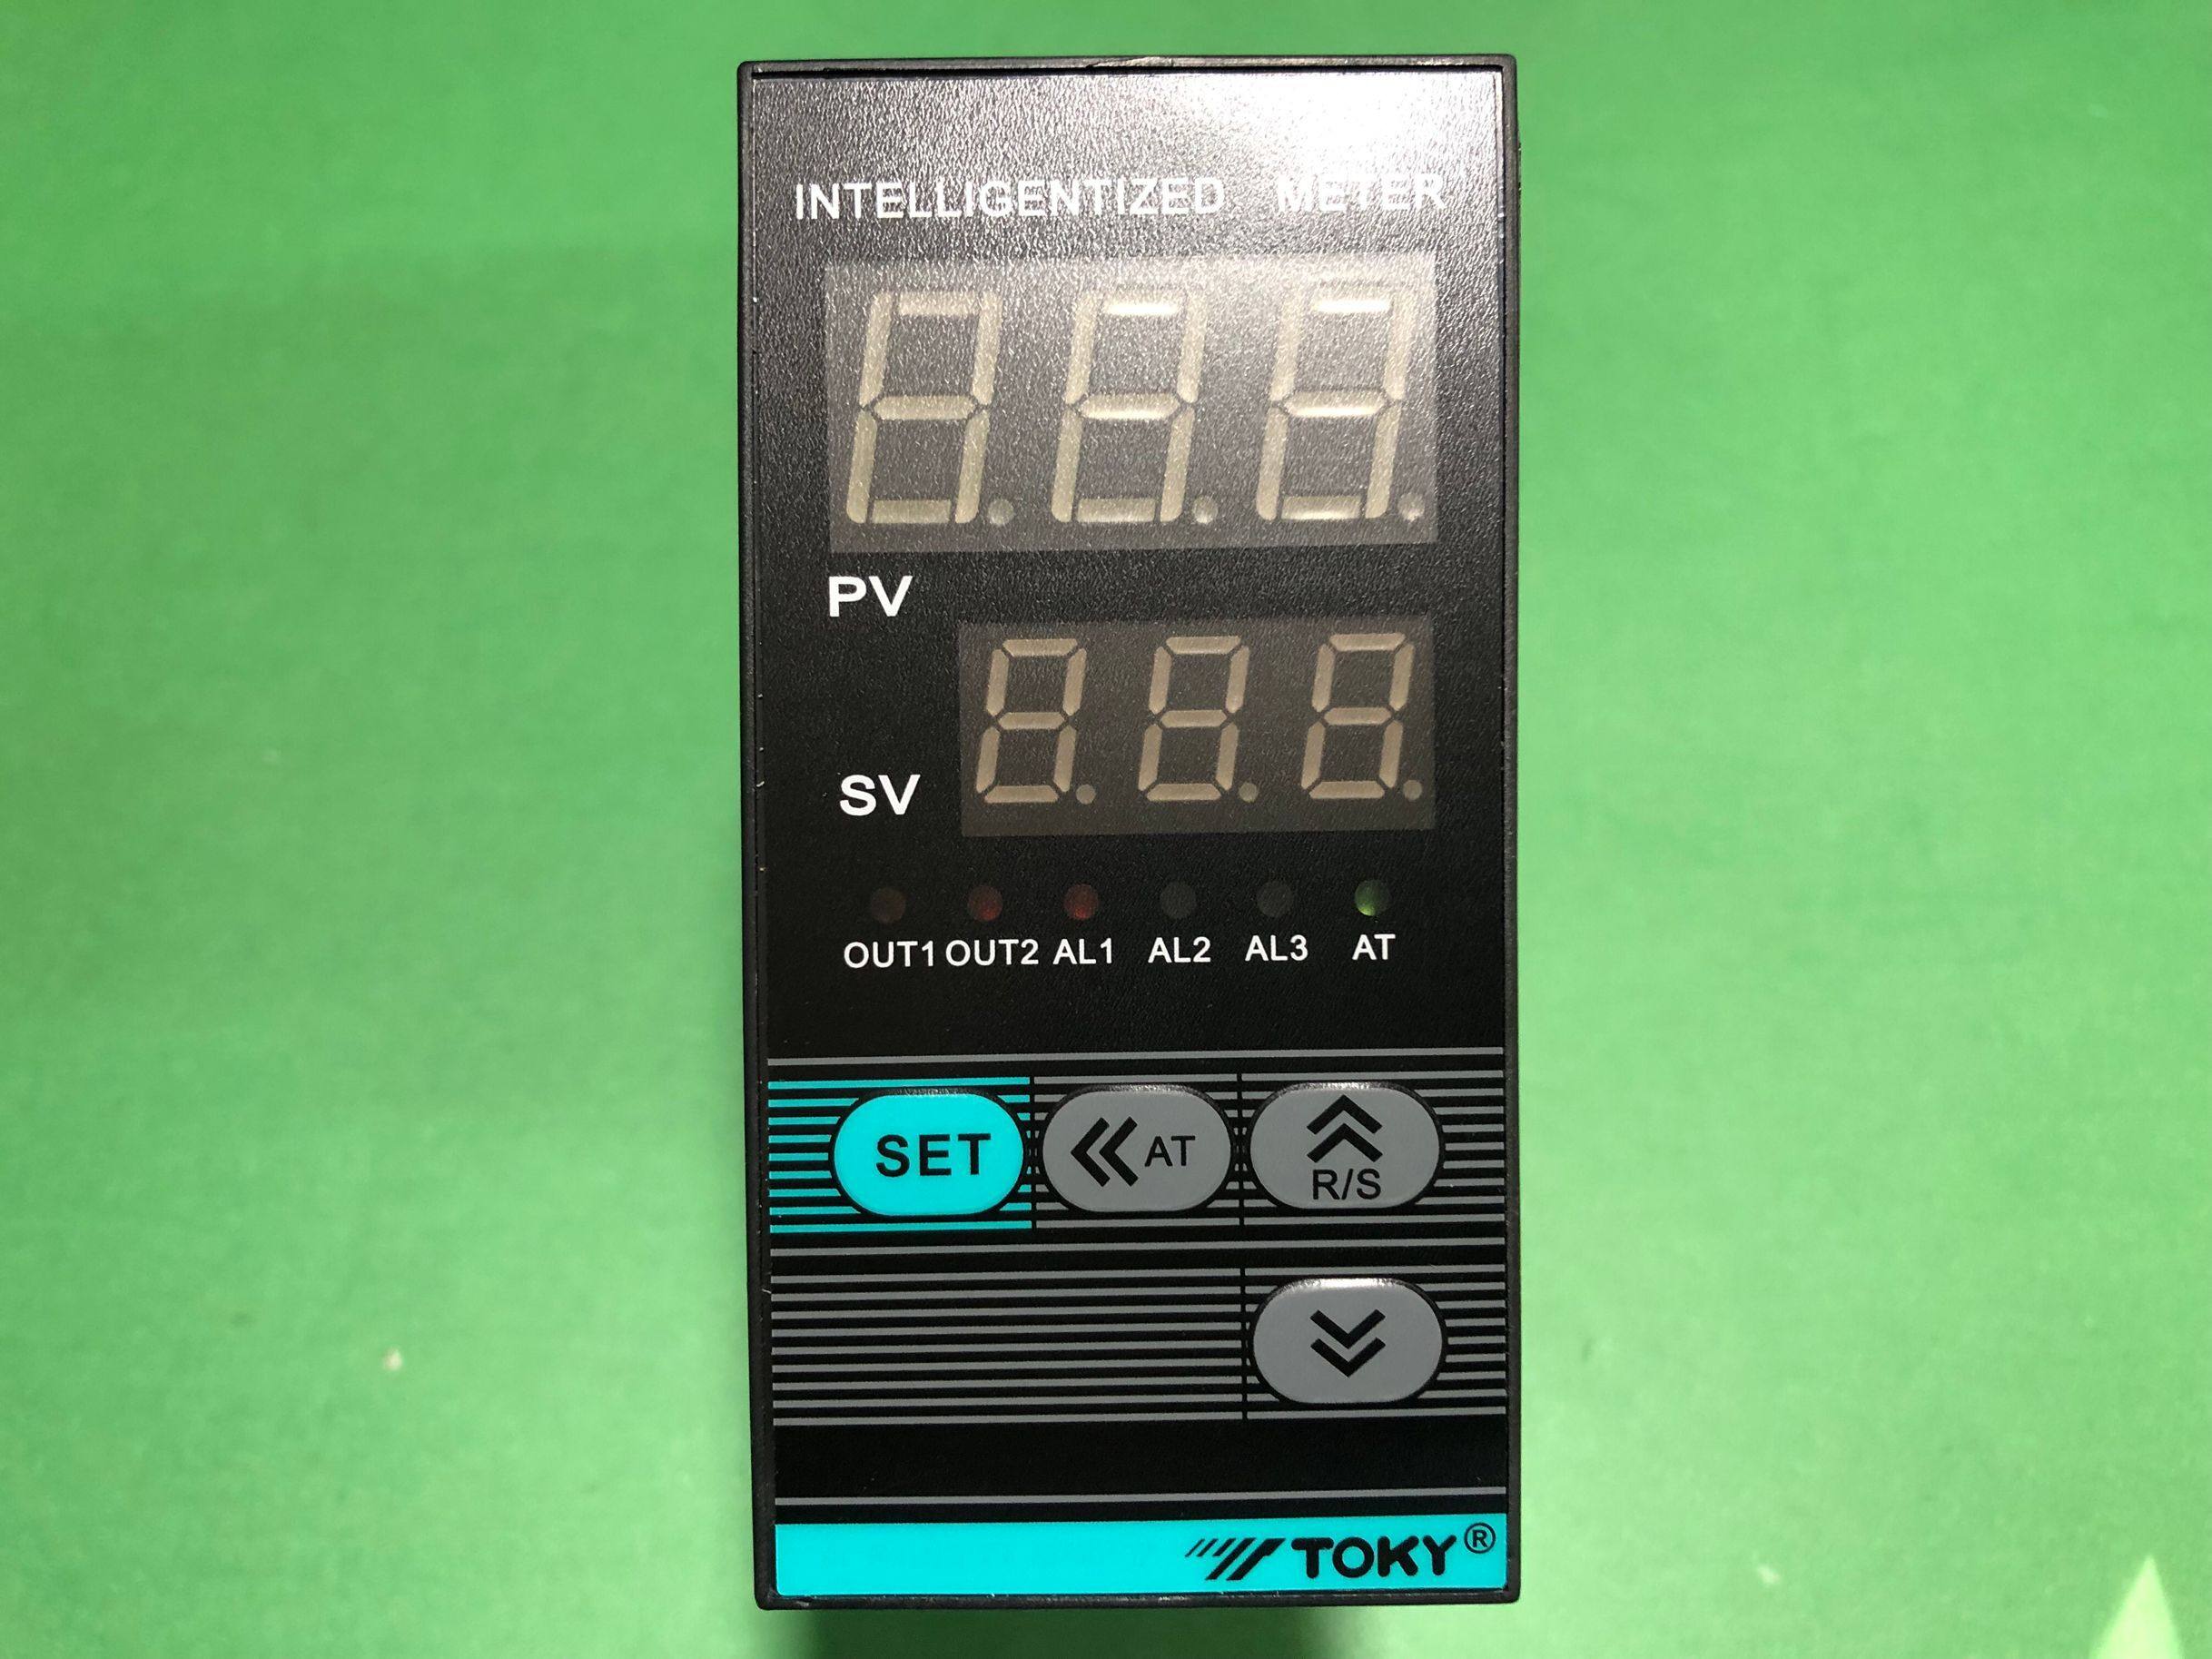 INTELLIGENTIZED METER
PV
SV
OUT1 OUT2 AL1 AL2 AL3 AT
SET AT R/S
TOKY®